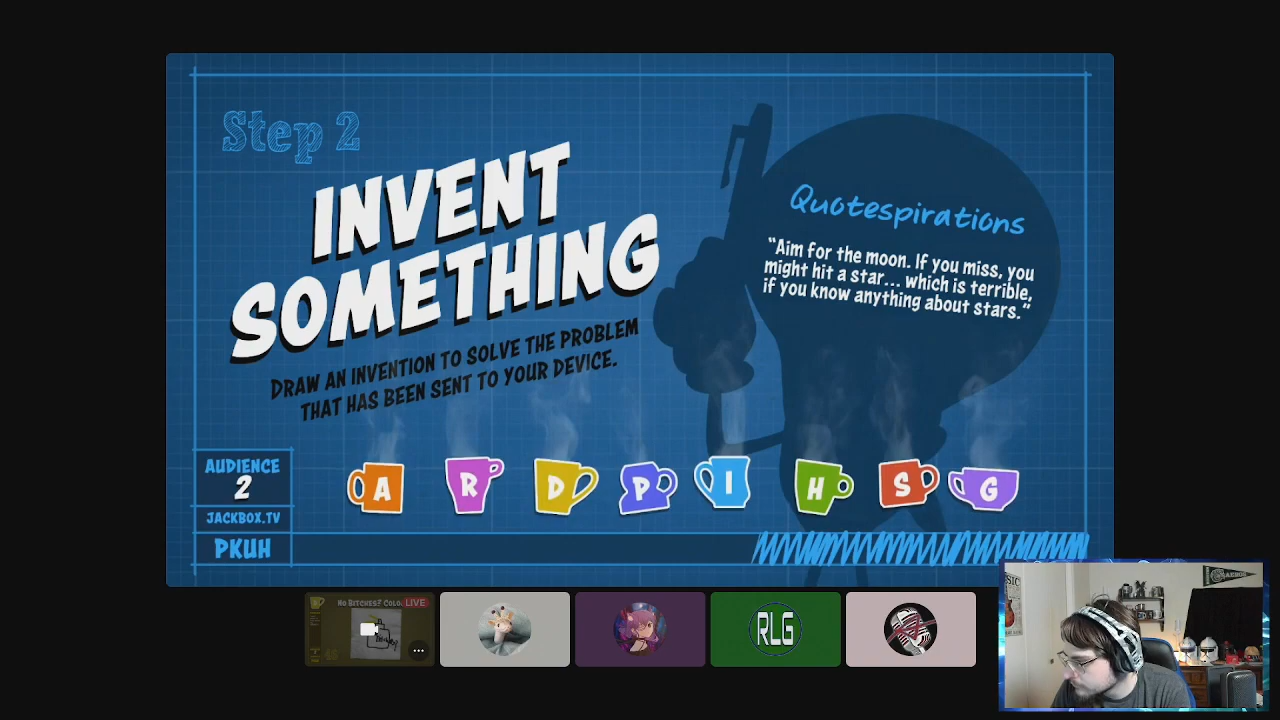 Step 2
INVENT
SOMETHING
DRAW AN INVENTION TO SOLVE THE PROBLEM
THAT HAS BEEN SENT TO YOUR DEVICE.
Quotespirations
“Aim for the moon. If you miss, you
might hit a star... which is terrible,
if you know anything about stars.”
A R D P I H S G
AUDIENCE
2
JACKBOX.TV
PKUH
LIVE
RLG